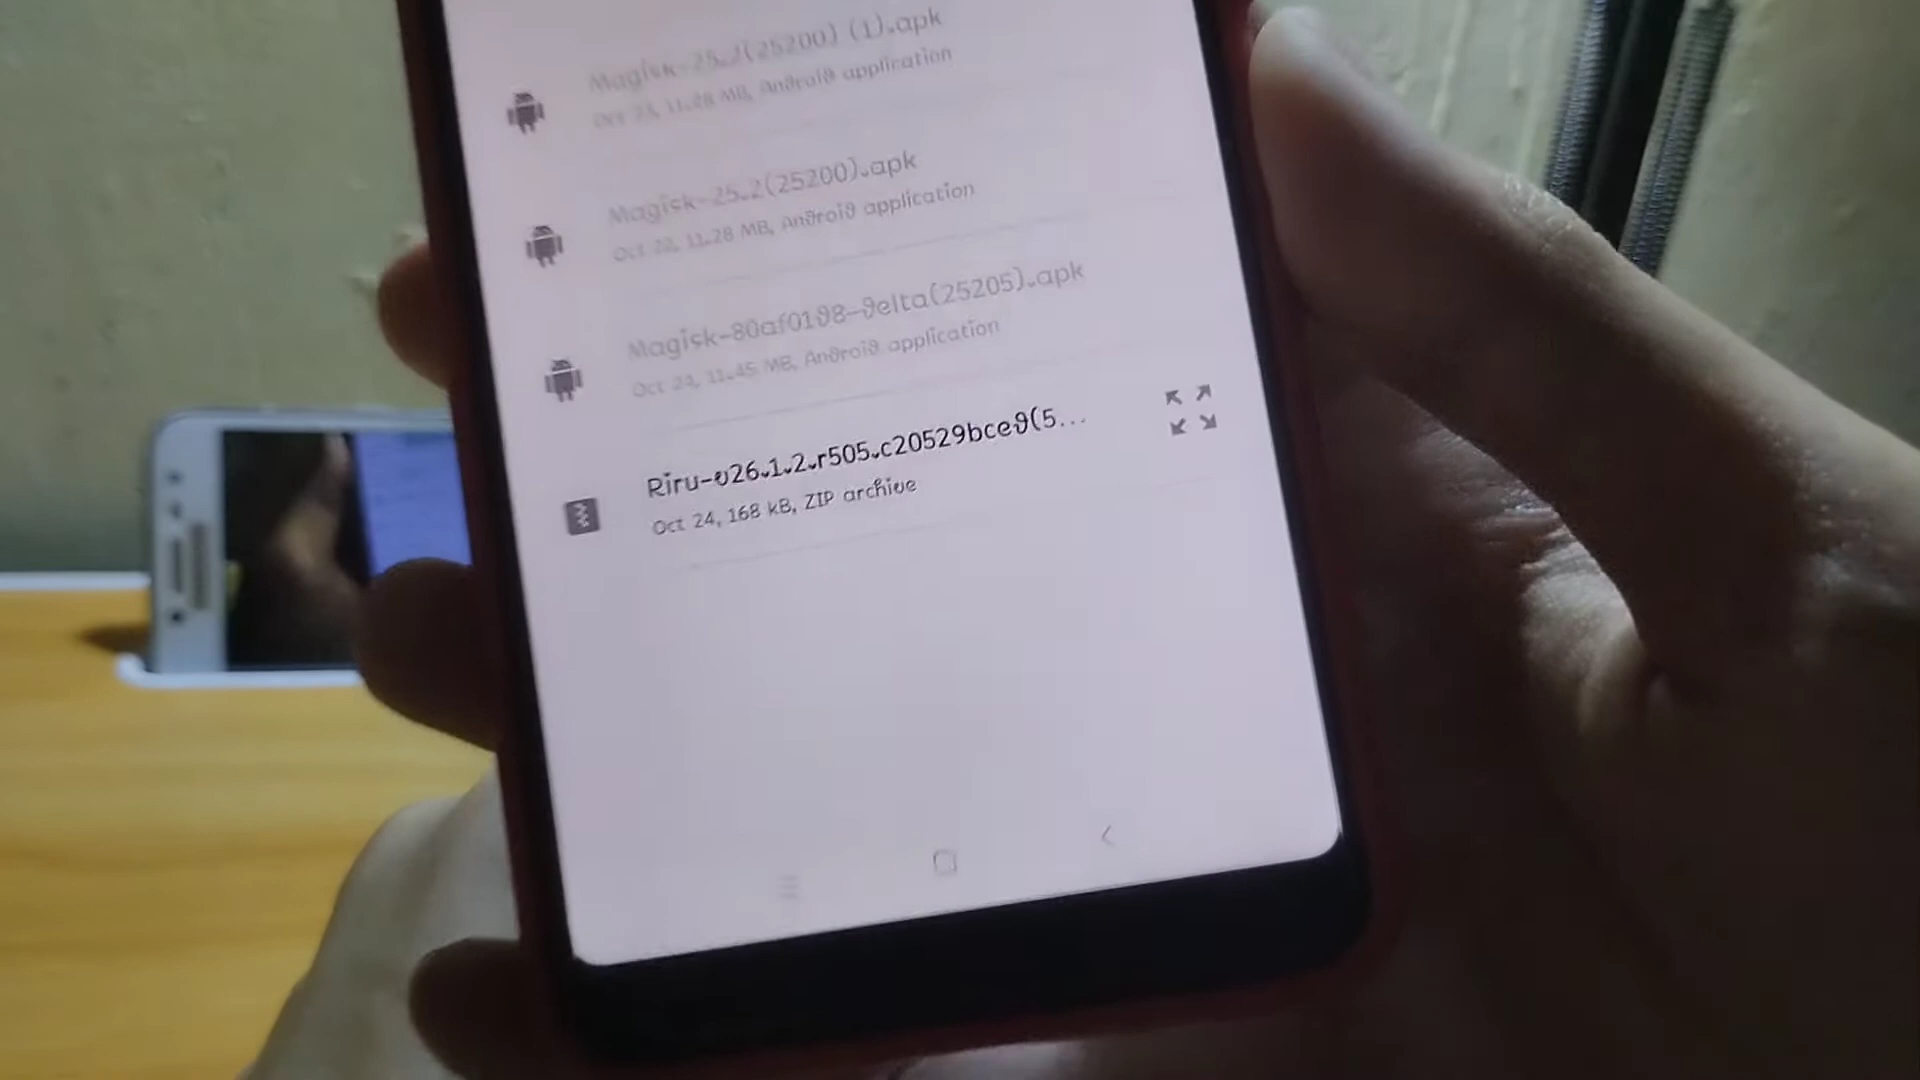 Magisk-25.2(25200) (1).apk
Oct 23, 11.28 MB, Android application
Magisk-25.2(25200).apk
Oct 22, 11.28 MB, Android application
Magisk-80af01d8-delta(25205).apk
Oct 24, 11.45 MB, Android application
Riru-v26.1.2.r505.c20529bced(5...
Oct 24, 168 kB, ZIP archive